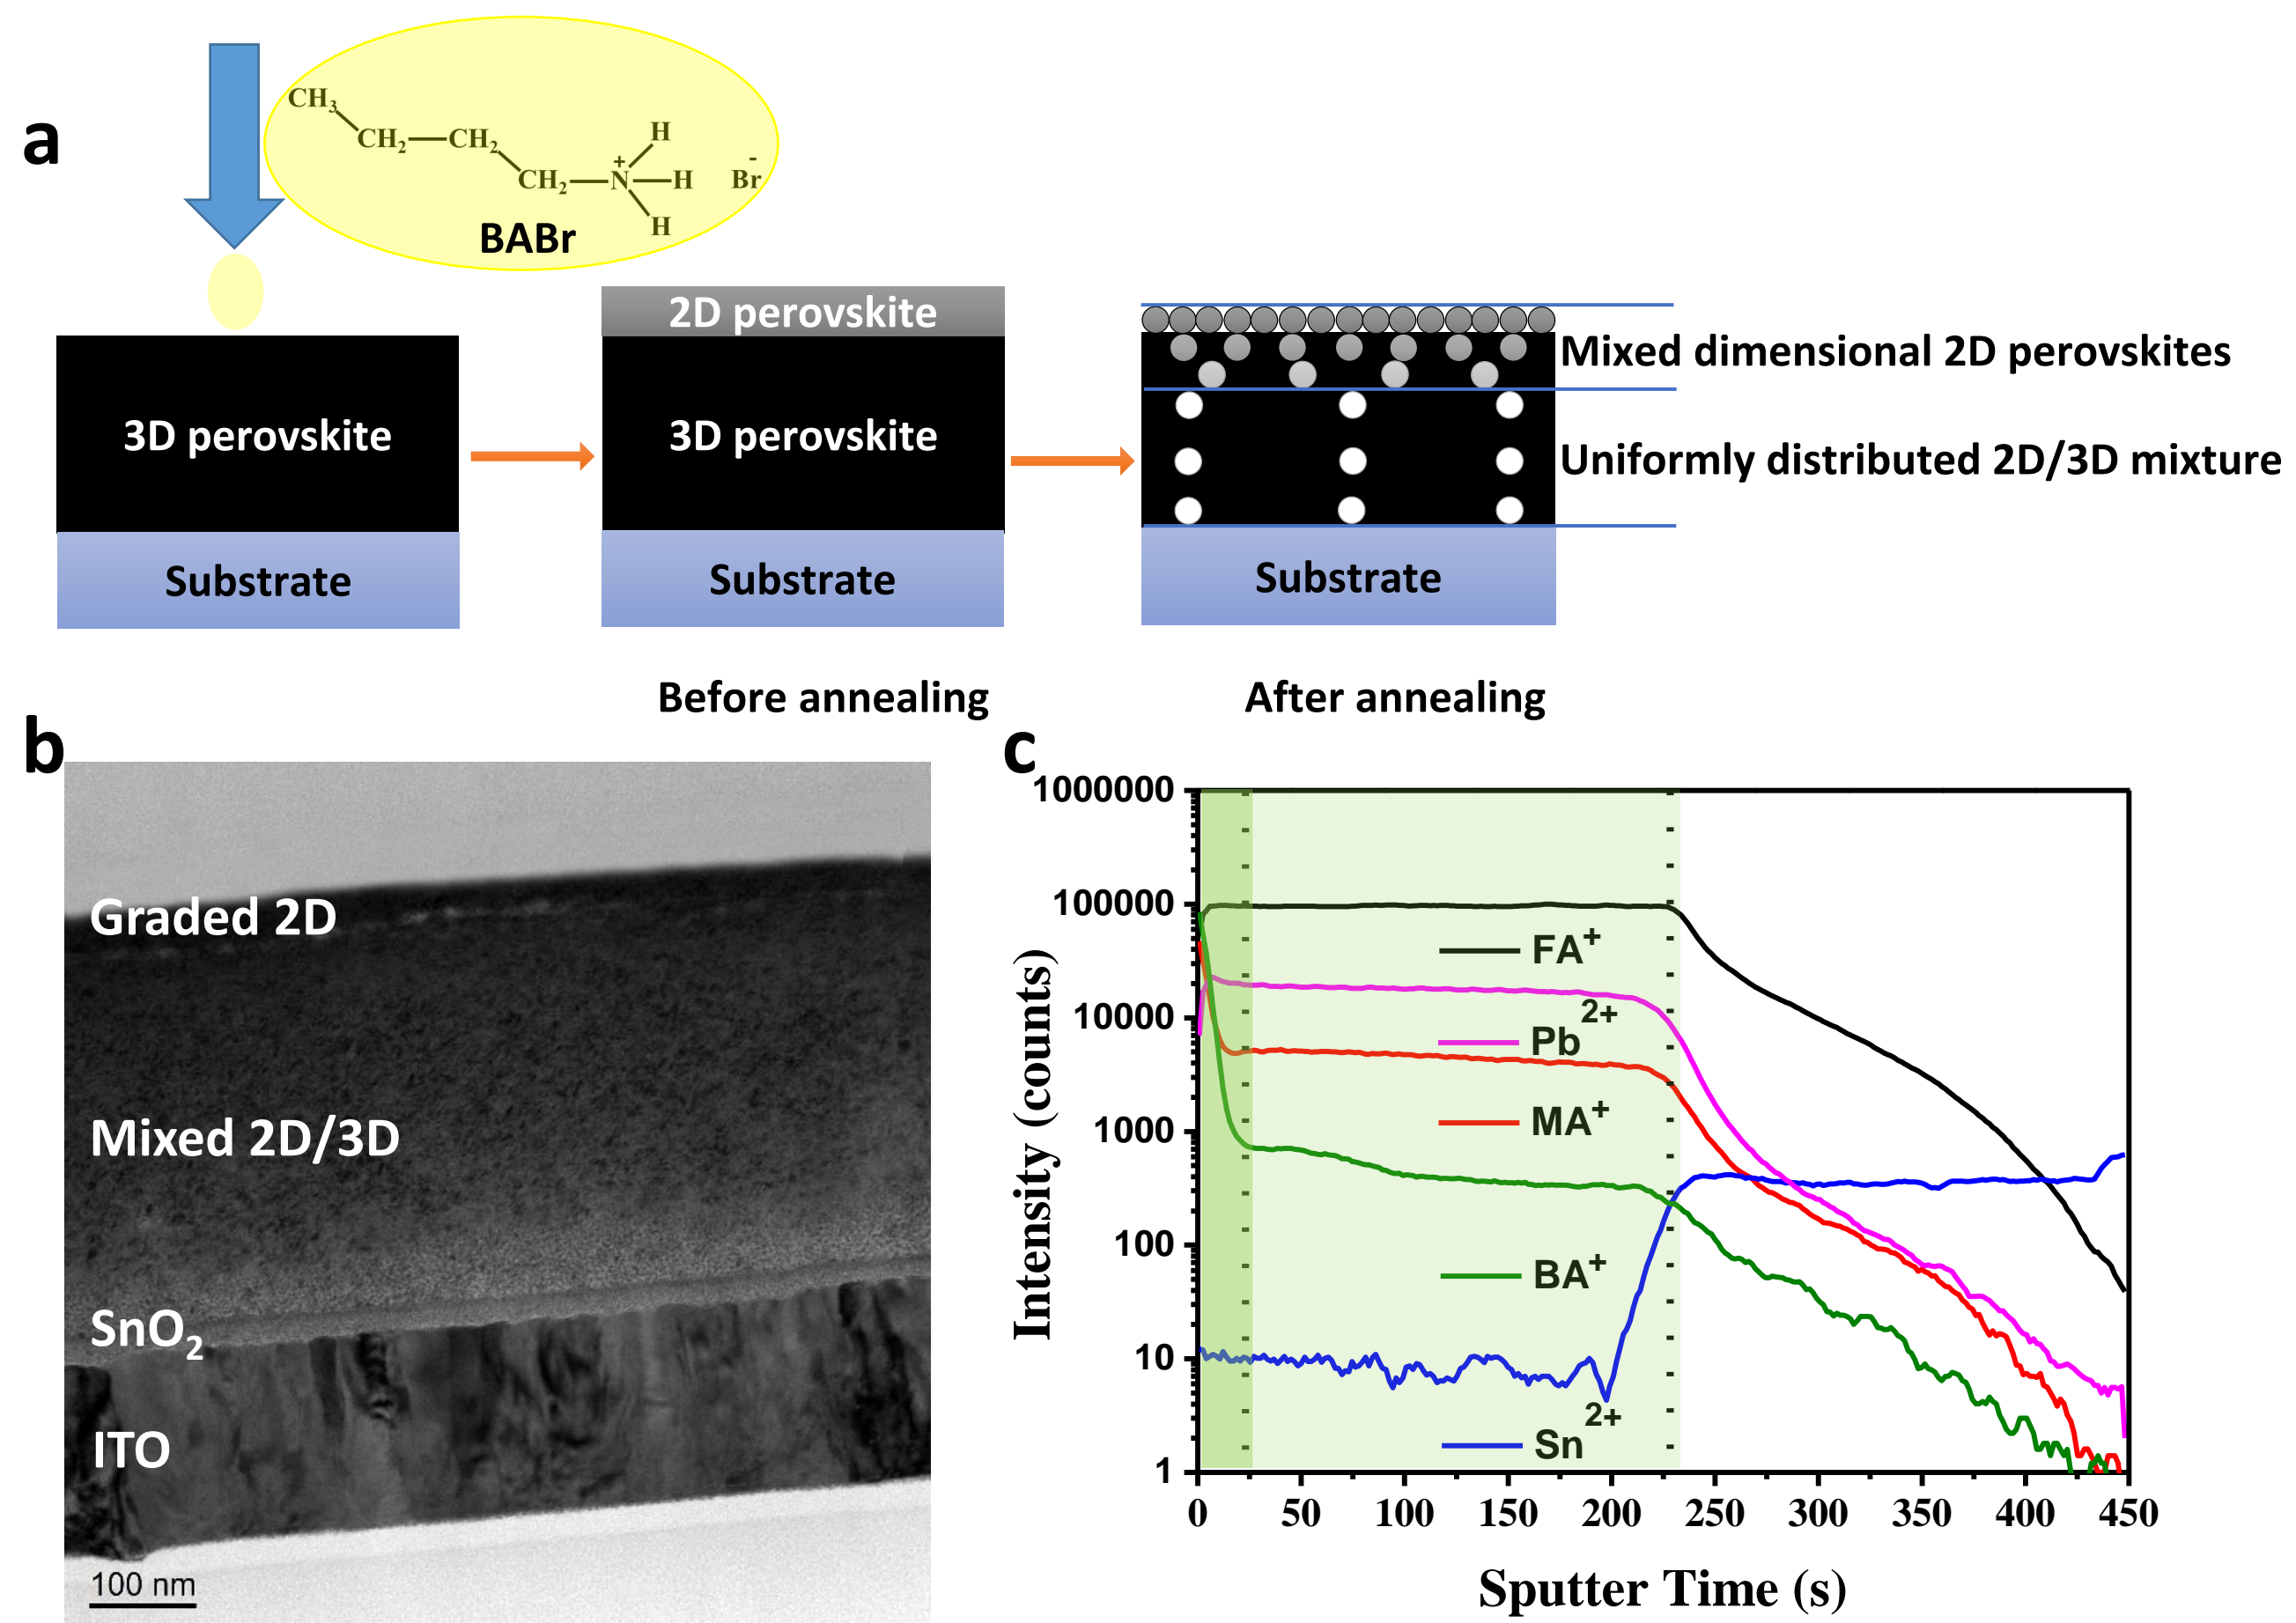 a
CH3
CH2
CH2
CH2
N
+
H
H
H
Br
-
BABr
3D perovskite
Substrate
2D perovskite
3D perovskite
Substrate
Mixed dimensional 2D perovskites
Uniformly distributed 2D/3D mixture
Substrate
Before annealing
After annealing
b
Graded 2D
Mixed 2D/3D
SnO2
ITO
100 nm
c
Intensity (counts)
1000000
100000
10000
1000
100
10
1
FA+
Pb2+
MA+
BA+
Sn2+
0 50 100 150 200 250 300 350 400 450
Sputter Time (s)